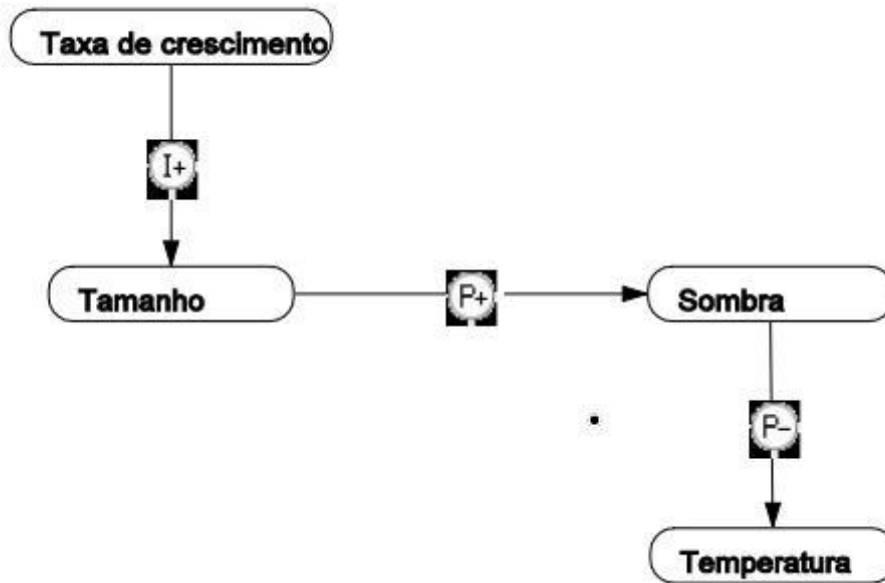 Taxa de crescimento
I+
Tamanho
P+
Sombra
P–
Temperatura